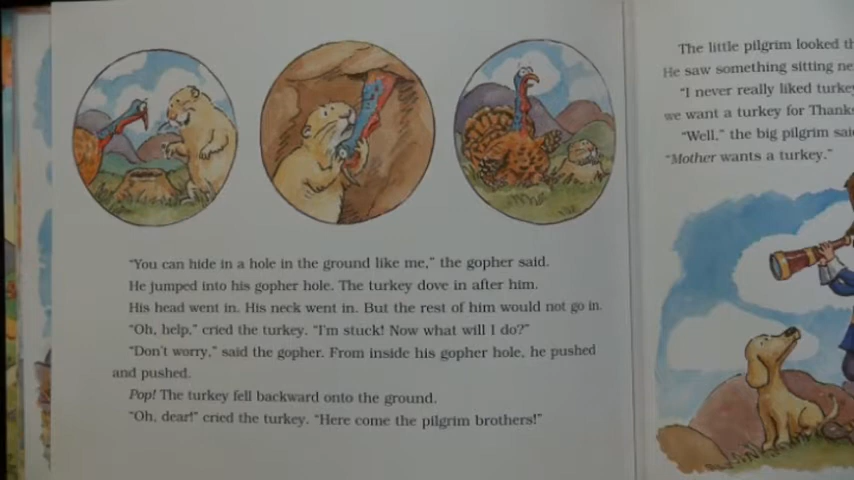 "You can hide in a hole in the ground like me," the gopher said.
He jumped into his gopher hole. The turkey dove in after him.
His head went in. His neck went in. But the rest of him would not go in.
"Oh, help," cried the turkey. "I'm stuck! Now what will I do?"
"Don't worry," said the gopher. From inside his gopher hole, he pushed
and pushed.
Pop! The turkey fell backward onto the ground.
"Oh, dear!" cried the turkey. "Here come the pilgrim brothers!"
The little pilgrim looked
He saw something sitting
"I never really liked
we want a turkey for
"Well," the big pilgrim
"Mother wants a turkey."